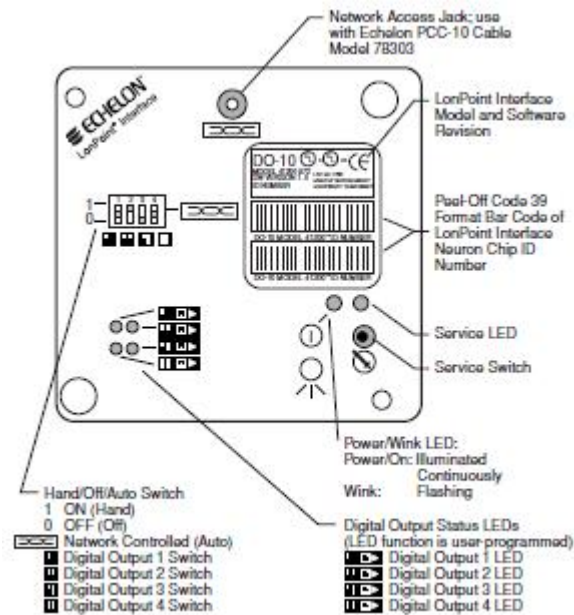 Network Access Jack; use
with Echelon PCC-10 Cable
Model 78303
ECHELON
LonPoint Interface
LonPoint Interface
Model and Software
Revision
DO-10
CE
1 2 3 4
1
0
Peel-Off Code 39
Format Bar Code of
LonPoint Interface
Neuron Chip ID
Number
Service LED
Service Switch
Power/Wink LED:
Power/On: Illuminated
Continuously
Wink: Flashing
Hand/Off/Auto Switch
1 ON (Hand)
0 OFF (Off)
Network Controlled (Auto)
Digital Output 1 Switch
Digital Output 2 Switch
Digital Output 3 Switch
Digital Output 4 Switch
Digital Output Status LEDs
(LED function is user-programmed)
Digital Output 1 LED
Digital Output 2 LED
Digital Output 3 LED
Digital Output 4 LED